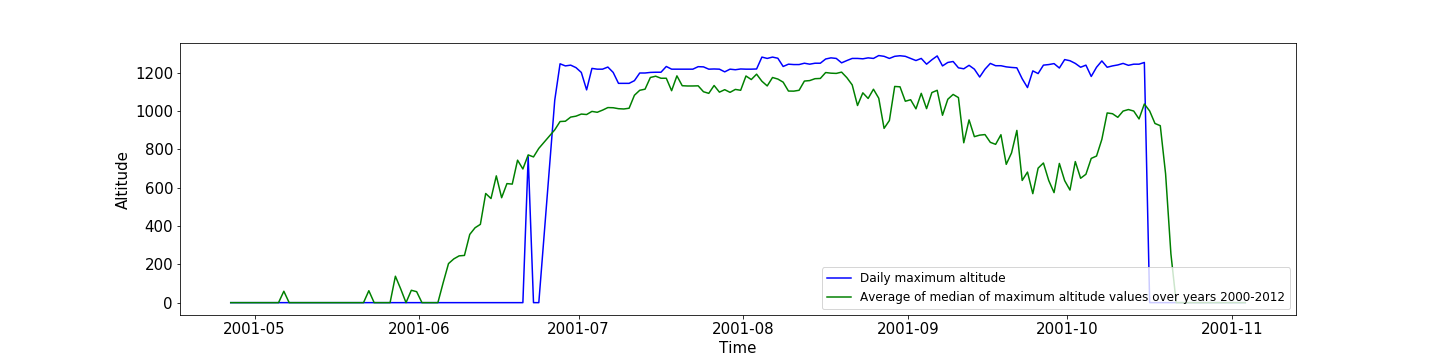 1200
1000
800
600
400
200
0
Altitude
Daily maximum altitude
Average of median of maximum altitude values over years 2000-2012
2001-05 2001-06 2001-07 2001-08 2001-09 2001-10 2001-11
Time